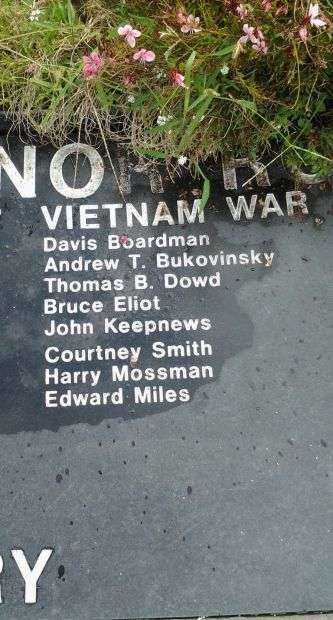 VIETNAM WAR
Davis Boardman
Andrew T. Bukovinsky
Thomas B. Dowd
Bruce Eliot
John Keepnews
Courtney Smith
Harry Mossman
Edward Miles
RY